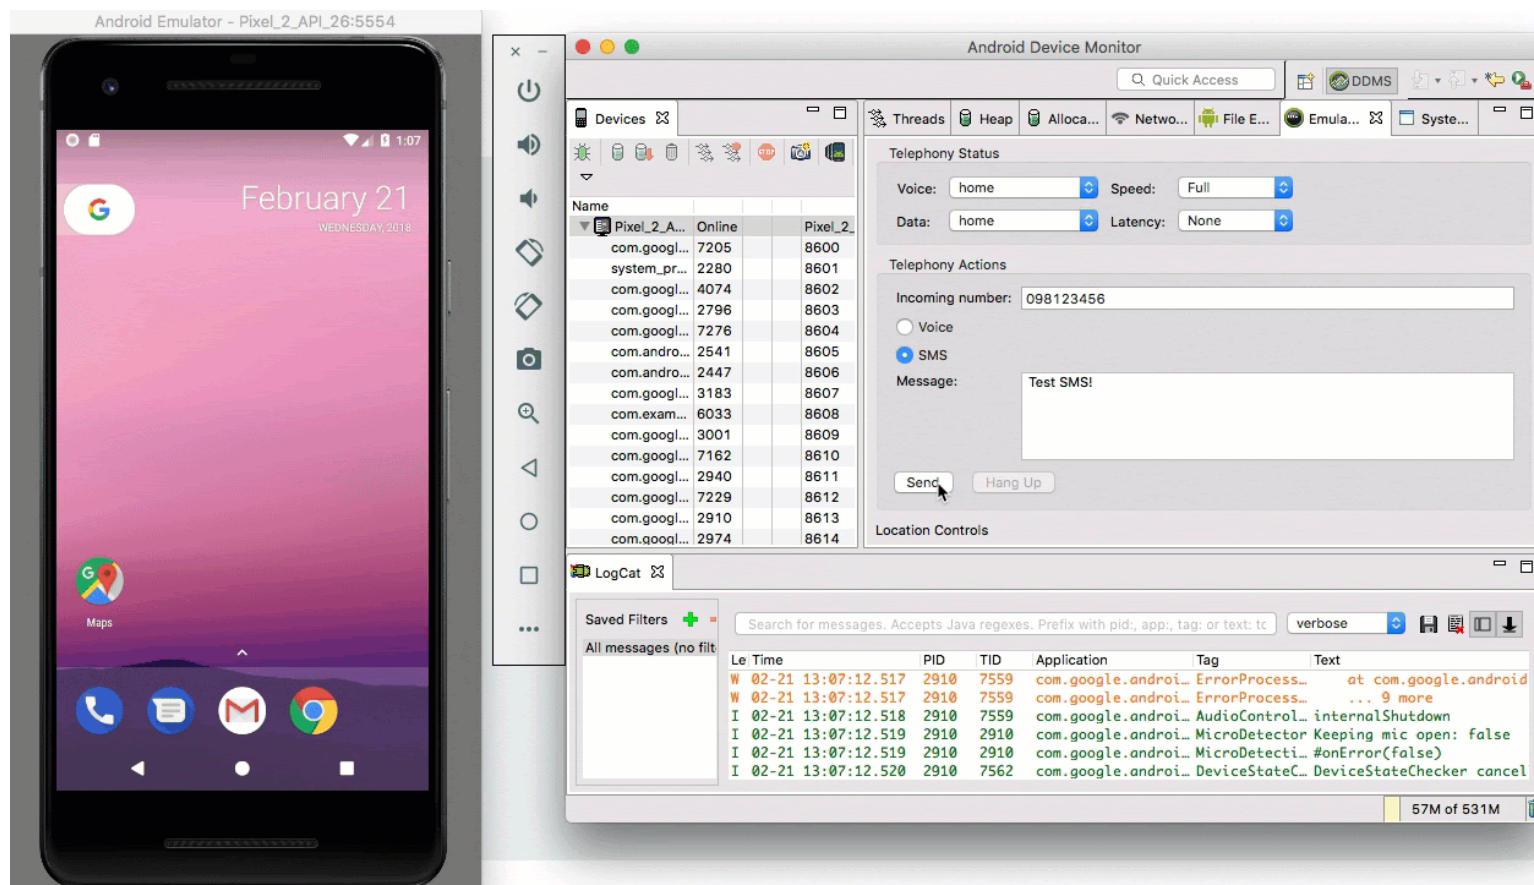 Android Emulator - Pixel_2_API_26:5554
1:07
G
February 21
WEDNESDAY, 2018
G
Maps
Android Device Monitor
Quick Access
DDMS
Devices
Threads
Heap
Alloca...
Netwo...
File E...
Emula...
Syste...
STOP
Name
Pixel_2_A... Online Pixel_2_
com.googl... 7205 8600
system_pr... 2280 8601
com.googl... 4074 8602
com.googl... 2796 8603
com.googl... 7276 8604
com.andro... 2541 8605
com.andro... 2447 8606
com.googl... 3183 8607
com.exam... 6033 8608
com.googl... 3001 8609
com.googl... 7162 8610
com.googl... 2940 8611
com.googl... 7229 8612
com.googl... 2910 8613
com.googl... 2974 8614
Telephony Status
Voice: home Speed: Full
Data: home Latency: None
Telephony Actions
Incoming number: 098123456
Voice
SMS
Message: Test SMS!
Send Hang Up
Location Controls
LogCat
Saved Filters
All messages (no filt
Search for messages. Accepts Java regexes. Prefix with pid:, app:, tag: or text: tc
verbose
Le Time PID TID Application Tag Text
W 02-21 13:07:12.517 2910 7559 com.google.androi... ErrorProcess... at com.google.android
W 02-21 13:07:12.517 2910 7559 com.google.androi... ErrorProcess... ... 9 more
I 02-21 13:07:12.518 2910 7559 com.google.androi... AudioControl... internalShutdown
I 02-21 13:07:12.519 2910 2910 com.google.androi... MicroDetector Keeping mic open: false
I 02-21 13:07:12.519 2910 2910 com.google.androi... MicroDetecti... #onError(false)
I 02-21 13:07:12.520 2910 7562 com.google.androi... DeviceStateC... DeviceStateChecker cancel
57M of 531M